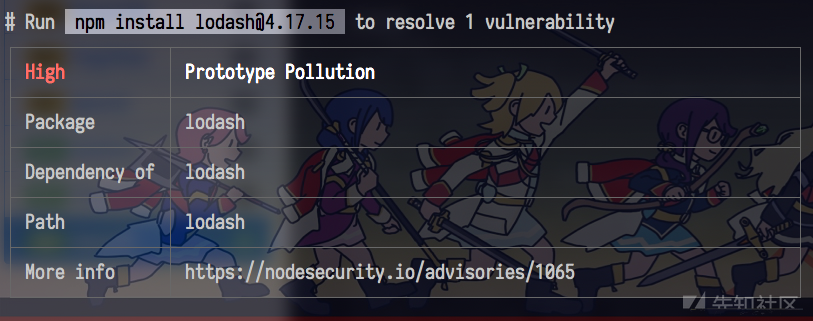 # Run npm install lodash@4.17.15 to resolve 1 vulnerability
High Prototype Pollution
Package lodash
Dependency of lodash
Path lodash
More info https://nodesecurity.io/advisories/1065
先知社区